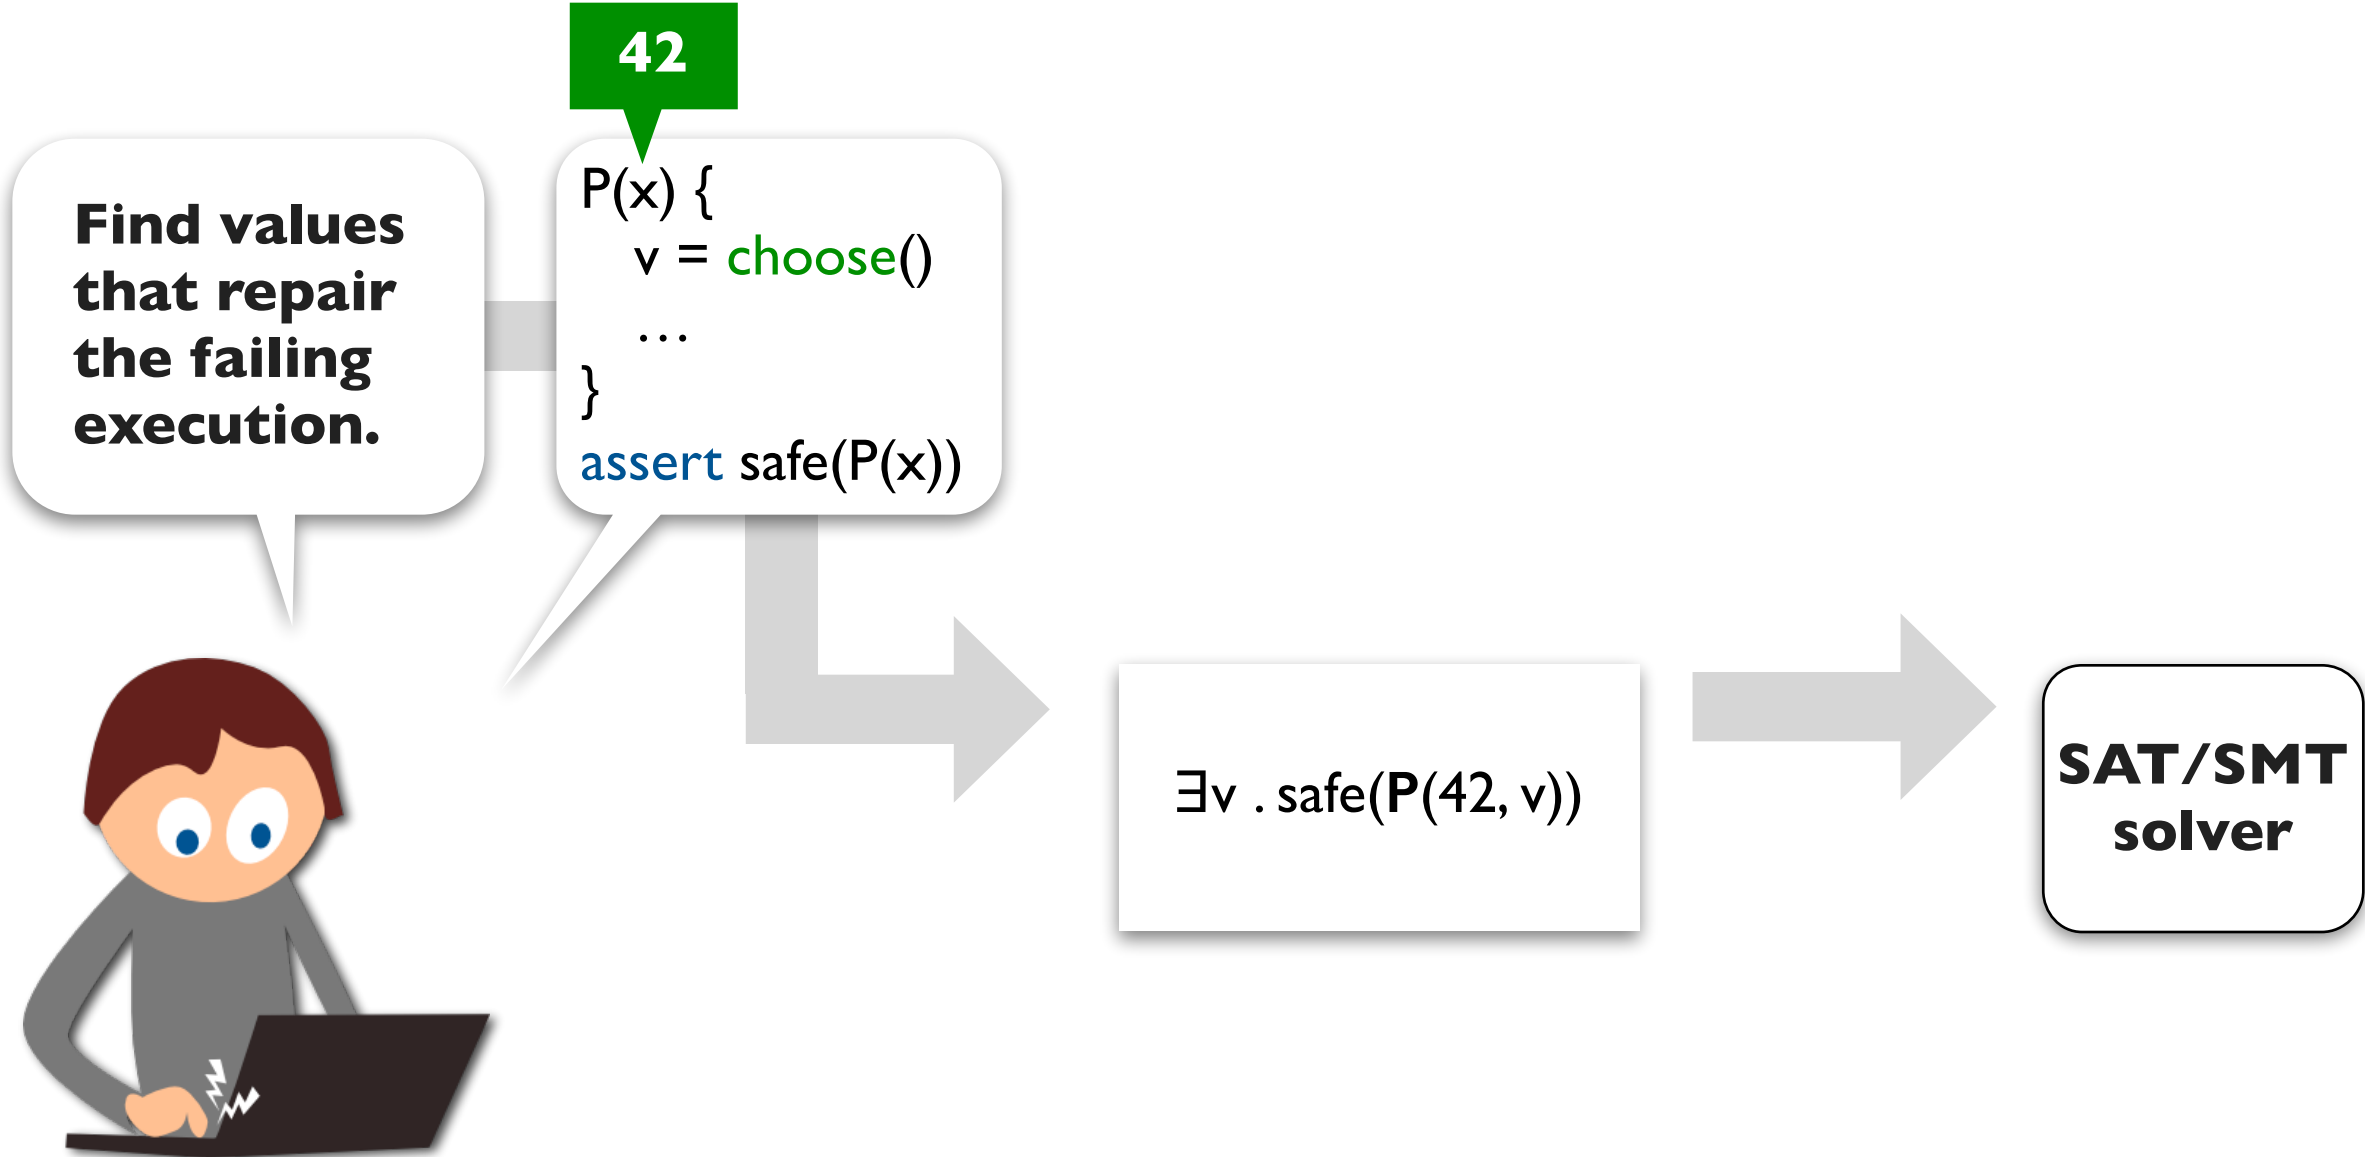 42
Find values
that repair
the failing
execution.
P(x) {
v = choose()
…
}
assert safe(P(x))
∃v . safe(P(42, v))
SAT/SMT
solver